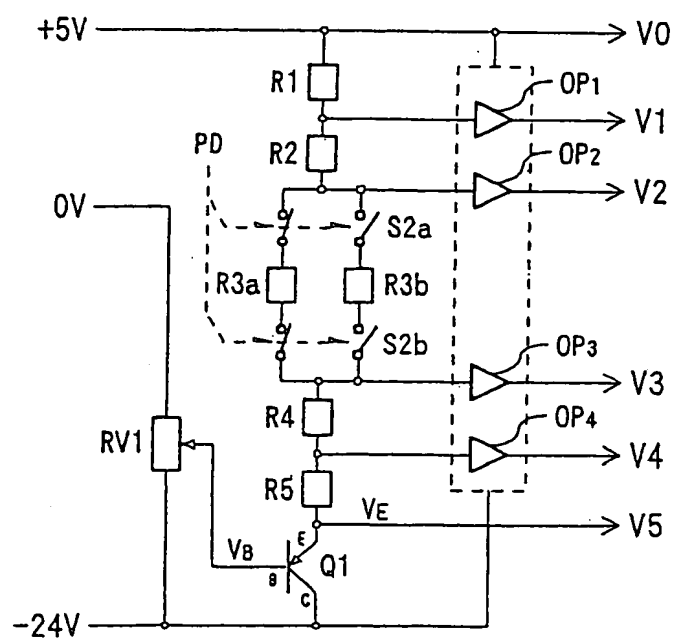 +5V
V0
R1
OP1
V1
PD
R2
OP2
V2
0V
S2a
R3a
R3b
S2b
OP3
V3
R4
OP4
RV1
V4
R5
VE
V5
VB
E
Q1
B
C
-24V